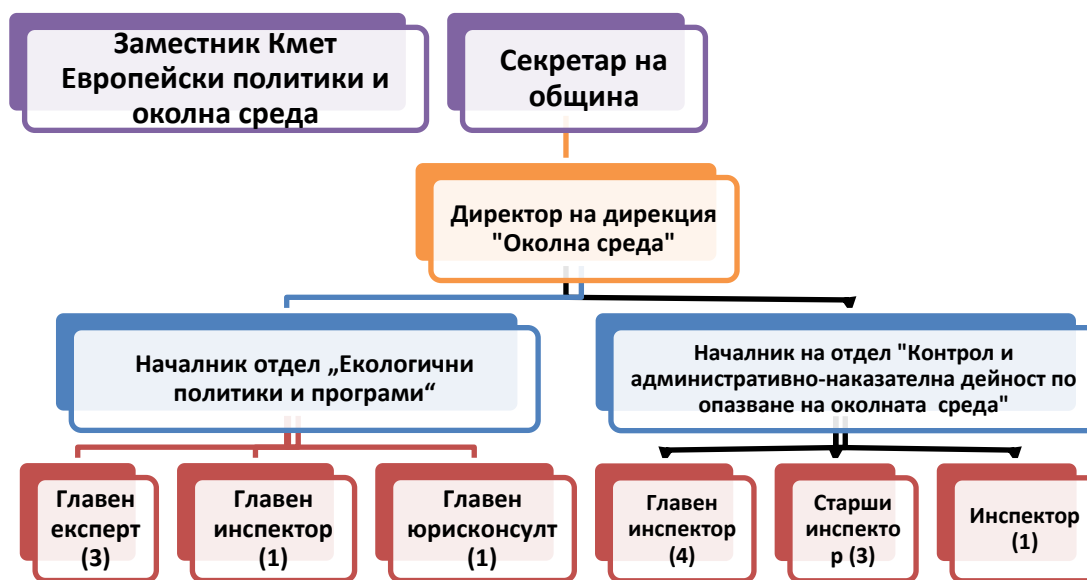 Заместник Кмет
Европейски политики и
околна среда
Секретар на
община
Директор на дирекция
"Околна среда"
Началник отдел „Екологични
политики и програми“
Началник на отдел "Контрол и
административно-наказателна дейност по
опазване на околната среда"
Главен
експерт
(3)
Главен
инспектор
(1)
Главен
юрисконсулт
(1)
Главен
инспектор
(4)
Старши
инспекто
р (3)
Инспектор
(1)